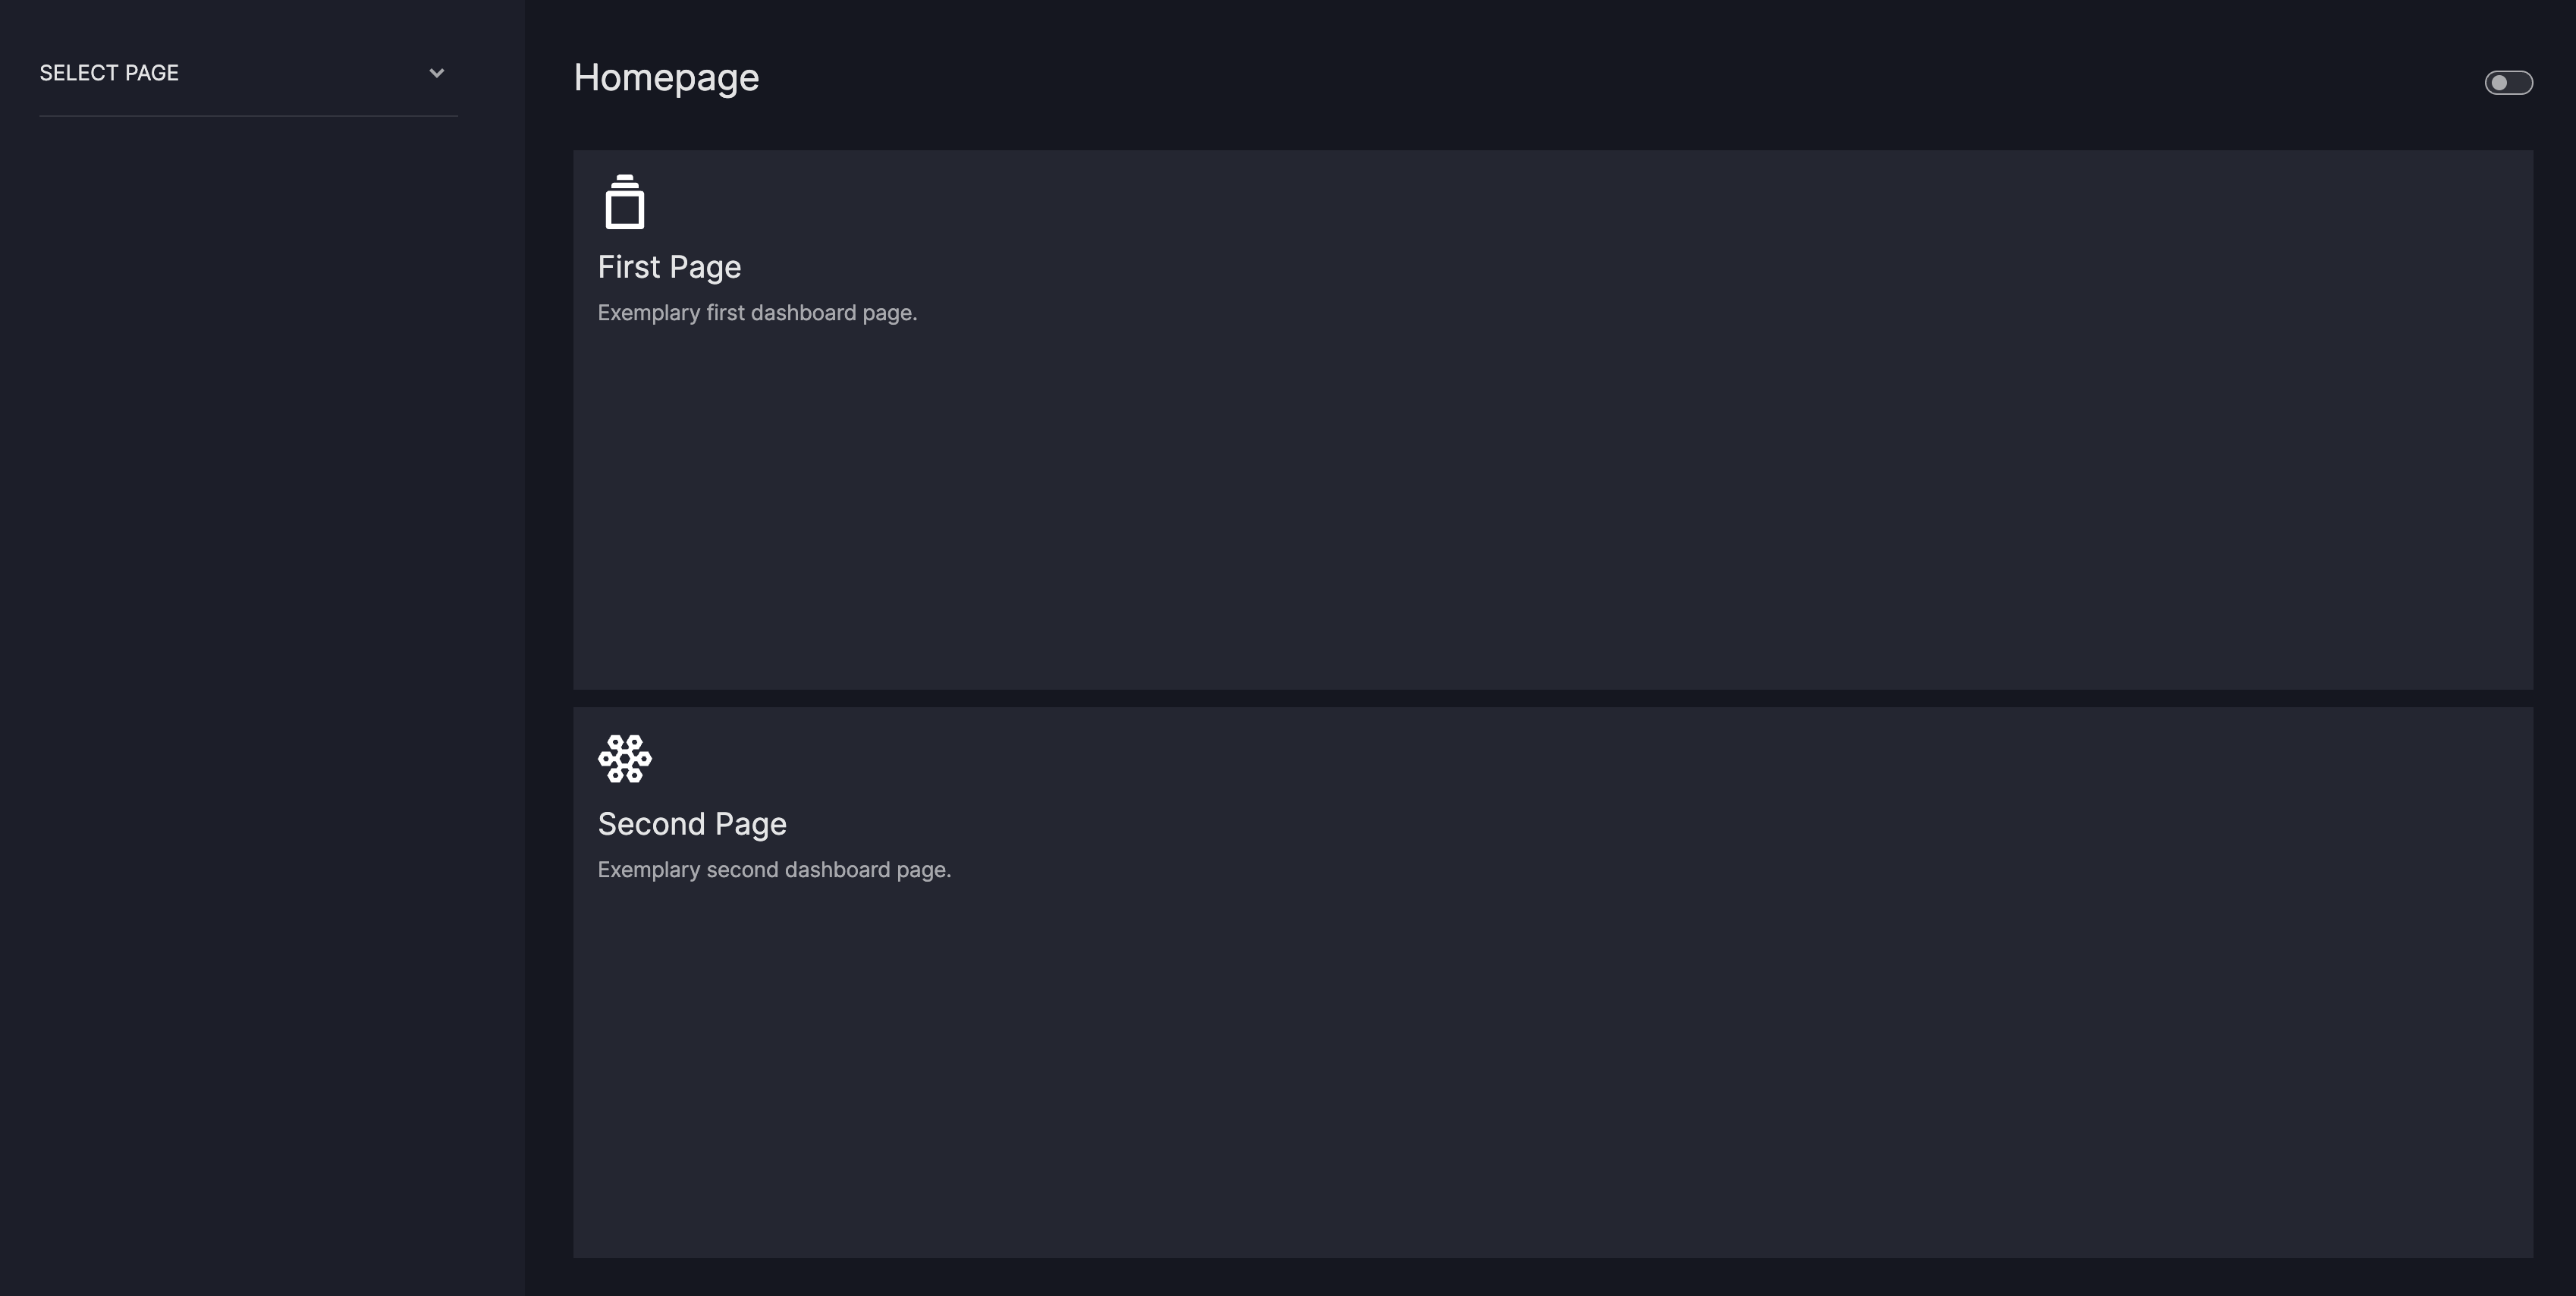 SELECT PAGE
Homepage
First Page
Exemplary first dashboard page.
Second Page
Exemplary second dashboard page.